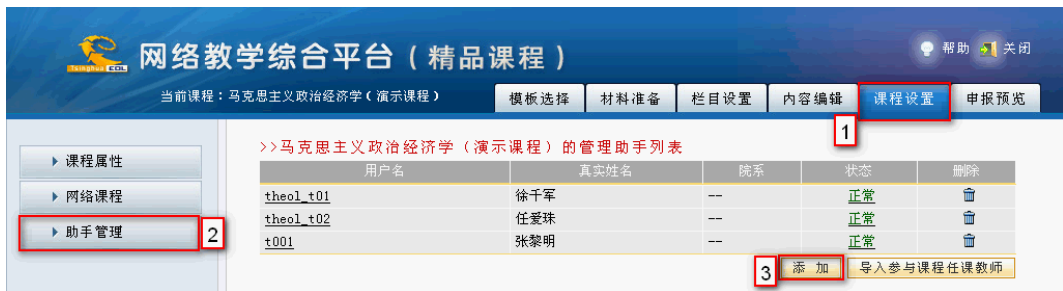 Tsinghua EOL 网络教学综合平台（精品课程） 帮助 关闭
当前课程：马克思主义政治经济学（演示课程） 模板选择 材料准备 栏目设置 内容编辑 课程设置 申报预览
1
>>马克思主义政治经济学（演示课程）的管理助手列表
课程属性
网络课程
助手管理 2
用户名 真实姓名 院系 状态 删除
theol_t01 徐千军 -- 正常
theol_t02 任爱珠 -- 正常
t001 张黎明 -- 正常
3 添 加 导入参与课程任课教师